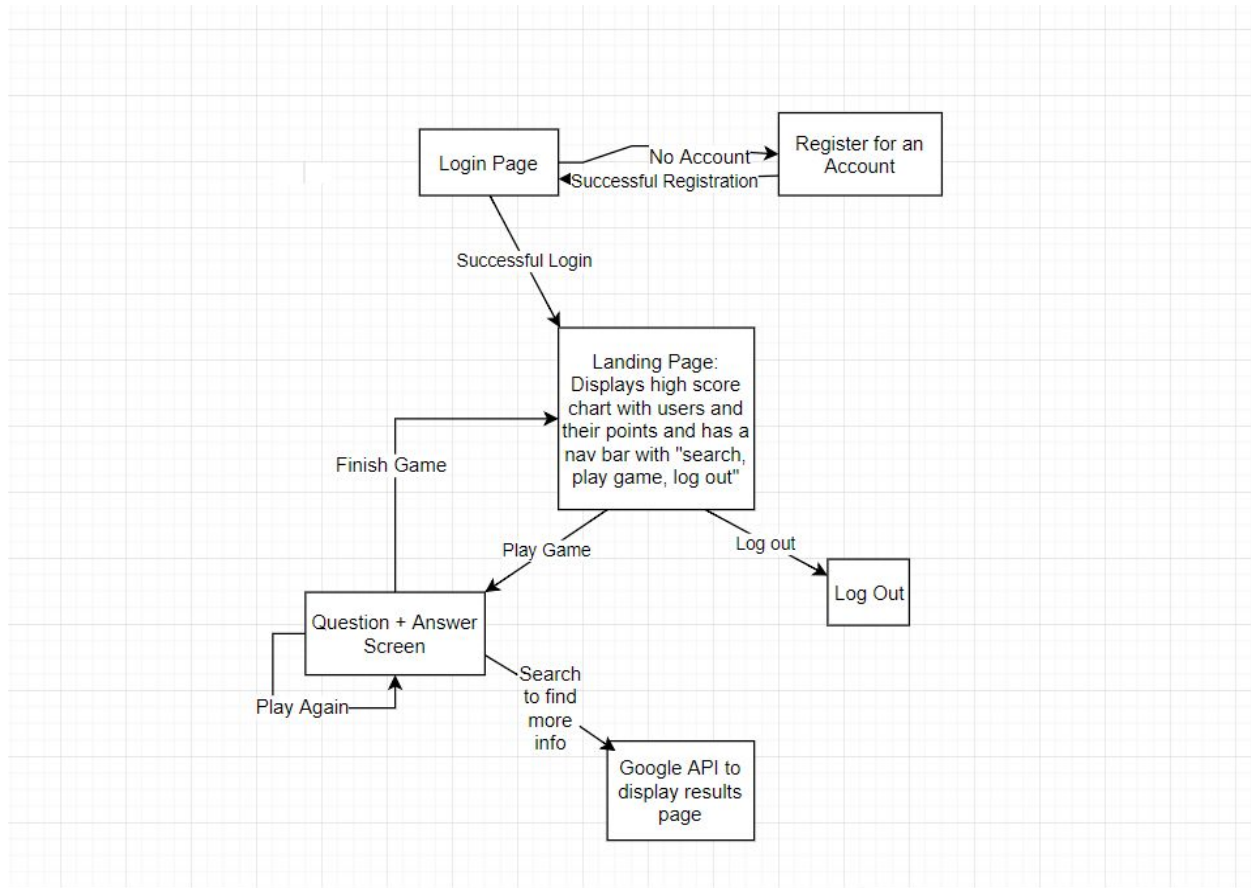 Login Page
No Account
Successful Registration
Register for an
Account
Successful Login
Landing Page:
Displays high score
chart with users and
their points and has a
nav bar with "search,
play game, log out"
Finish Game
Play Game
Log out
Log Out
Question + Answer
Screen
Play Again
Search
to find
more
info
Google API to
display results
page